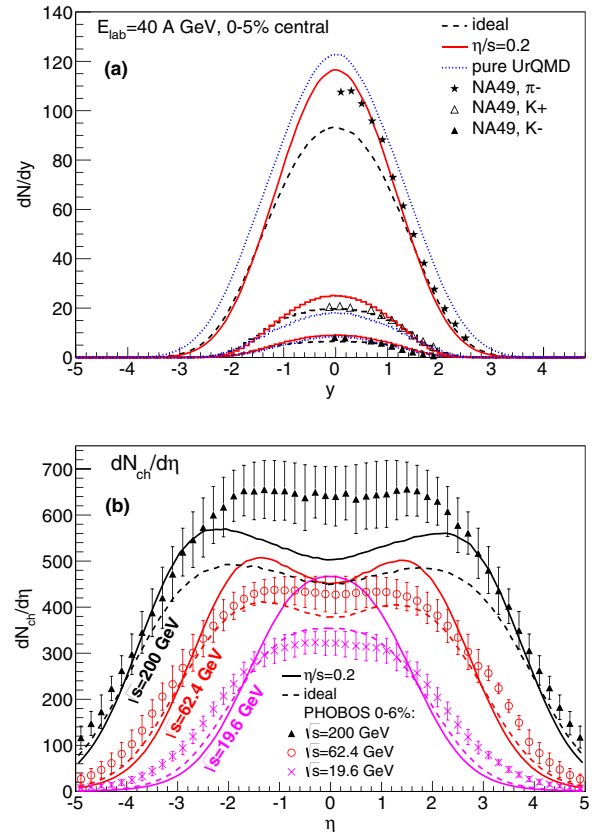 E_lab=40 A GeV, 0-5% central
(a)
ideal
η/s=0.2
pure UrQMD
NA49, π-
NA49, K+
NA49, K-
dN/dy
140
120
100
80
60
40
20
0
-5 -4 -3 -2 -1 0 1 2 3 4
y
dN_ch/dη
(b)
dN_ch/dη
700
600
500
400
300
200
100
0
√s=200 GeV
√s=62.4 GeV
√s=19.6 GeV
η/s=0.2
ideal
PHOBOS 0-6%:
√s=200 GeV
√s=62.4 GeV
√s=19.6 GeV
-5 -4 -3 -2 -1 0 1 2 3 4 5
η